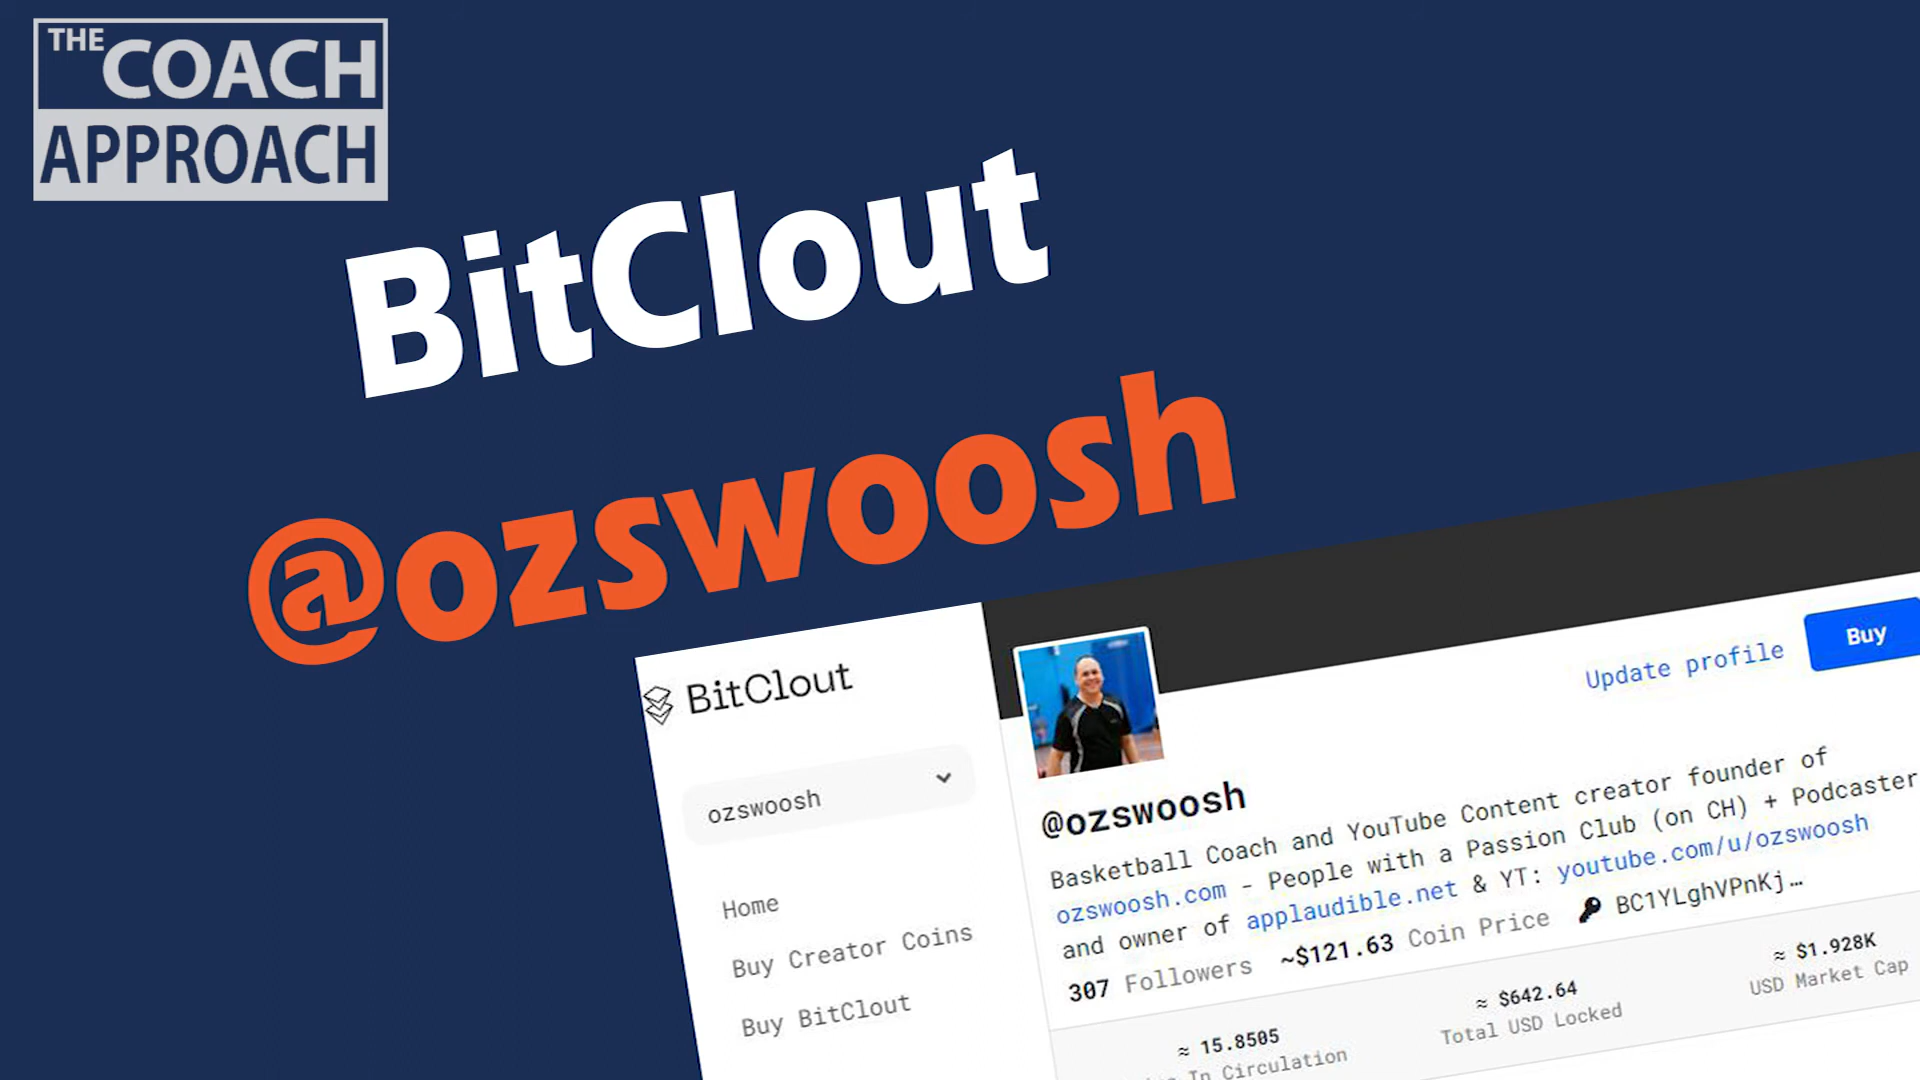 THE COACH
APPROACH
BitClout
@ozswoosh
BitClout
ozswoosh
Home
Buy Creator Coins
Buy BitClout
Update profile
Buy
@ozswoosh
Basketball Coach and YouTube Content creator founder of
ozswoosh.com - People with a Passion Club (on CH) + Podcaster
and owner of applaudible.net & YT: youtube.com/u/ozswoosh
307 Followers ~$121.63 Coin Price BC1YLghVPnKj…
≈ 15.8505
In Circulation
≈ $642.64
Total USD Locked
≈ $1.928K
USD Market Cap